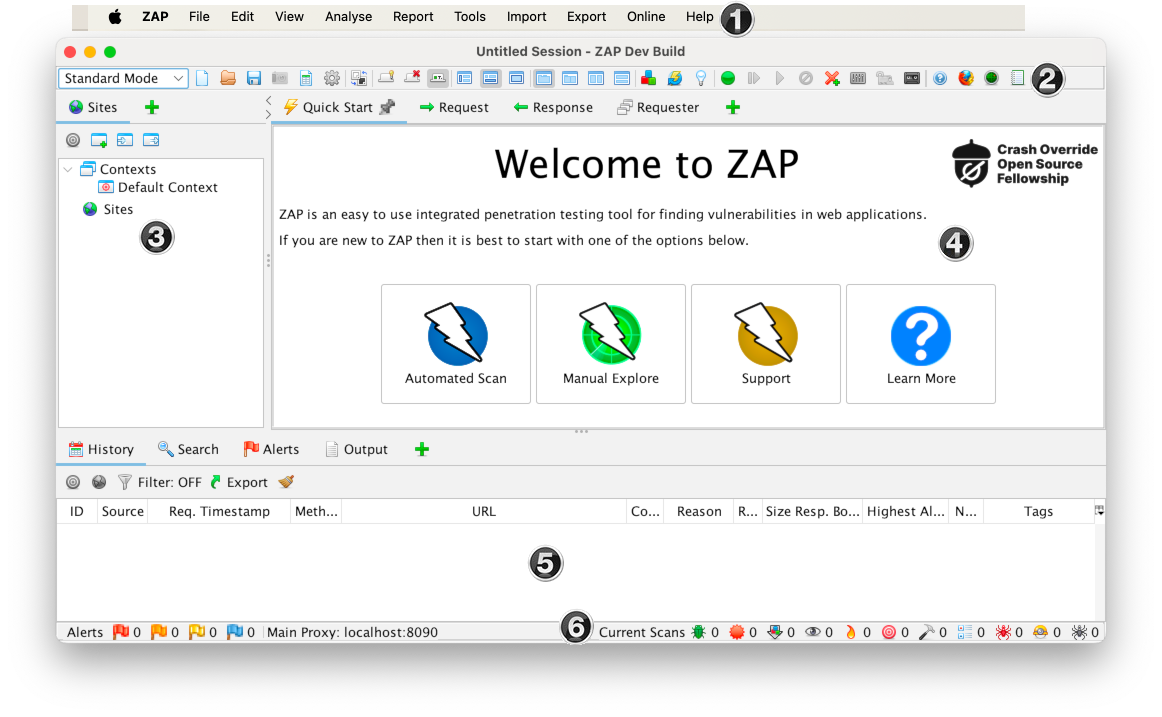 ZAP File Edit View Analyse Report Tools Import Export Online Help 1
Untitled Session - ZAP Dev Build
Standard Mode 2
Sites
Quick Start Request Response Requester
Contexts
Default Context
Sites
3
Welcome to ZAP
Crash Override
Open Source
Fellowship
ZAP is an easy to use integrated penetration testing tool for finding vulnerabilities in web applications.
If you are new to ZAP then it is best to start with one of the options below.
4
Automated Scan Manual Explore Support Learn More
History Search Alerts Output
Filter: OFF Export
ID Source Req. Timestamp Meth... URL Co... Reason R... Size Resp. Bo... Highest Al... N... Tags
5
6
Alerts 0 0 0 0 Main Proxy: localhost:8090 Current Scans 0 0 0 0 0 0 0 0 0 0 0